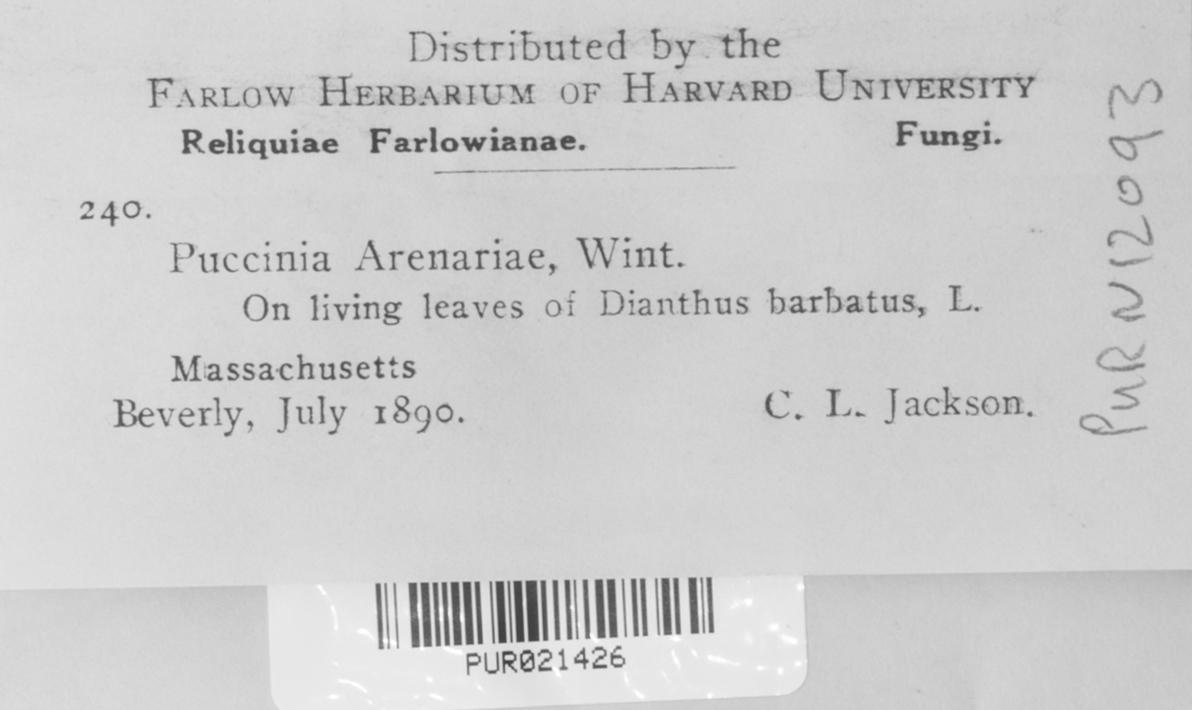 Distributed by the
FARLOW HERBARIUM OF HARVARD UNIVERSITY
Reliquiae Farlowianae. Fungi.
240.
Puccinia Arenariae, Wint.
On living leaves of Dianthus barbatus, L.
Massachusetts
Beverly, July 1890. C. L. Jackson.
PUR N12093
PUR021426